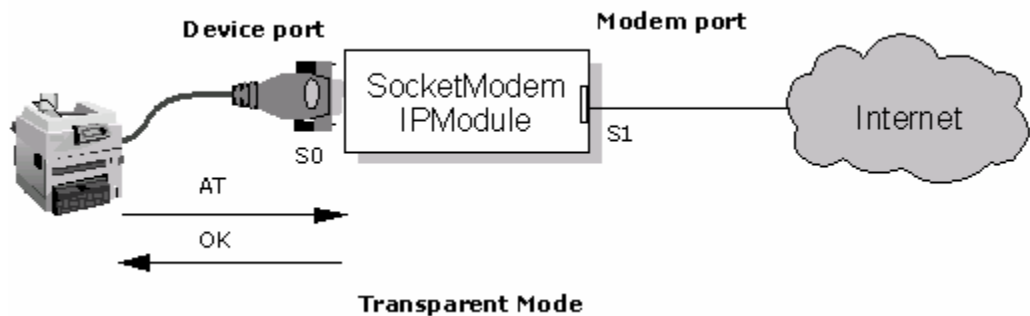 Device port
Modem port
SocketModem
IPModule
Internet
S0
S1
AT
OK
Transparent Mode